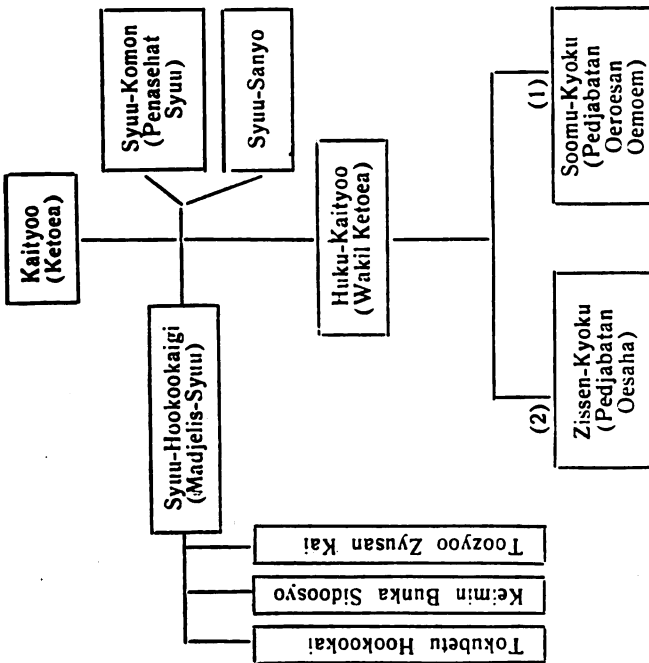 Kaityoo
(Ketoea)
Syuu-Komon
(Penasehat
Syuu)
Syuu-Sanyo
Syuu-Hookookaigi
(Madjelis-Syuu)
Huku-Kaityoo
(Wakil Ketoea)
Tokubetu Hookookai
Keimin Bunka Sidoosyo
Toozyoo Zyusan Kai
(2)
Zissen-Kyoku
(Pedjabatan
Oesaha)
(1)
Soomu-Kyoku
(Pedjabatan
Oeroesan
Oemoem)